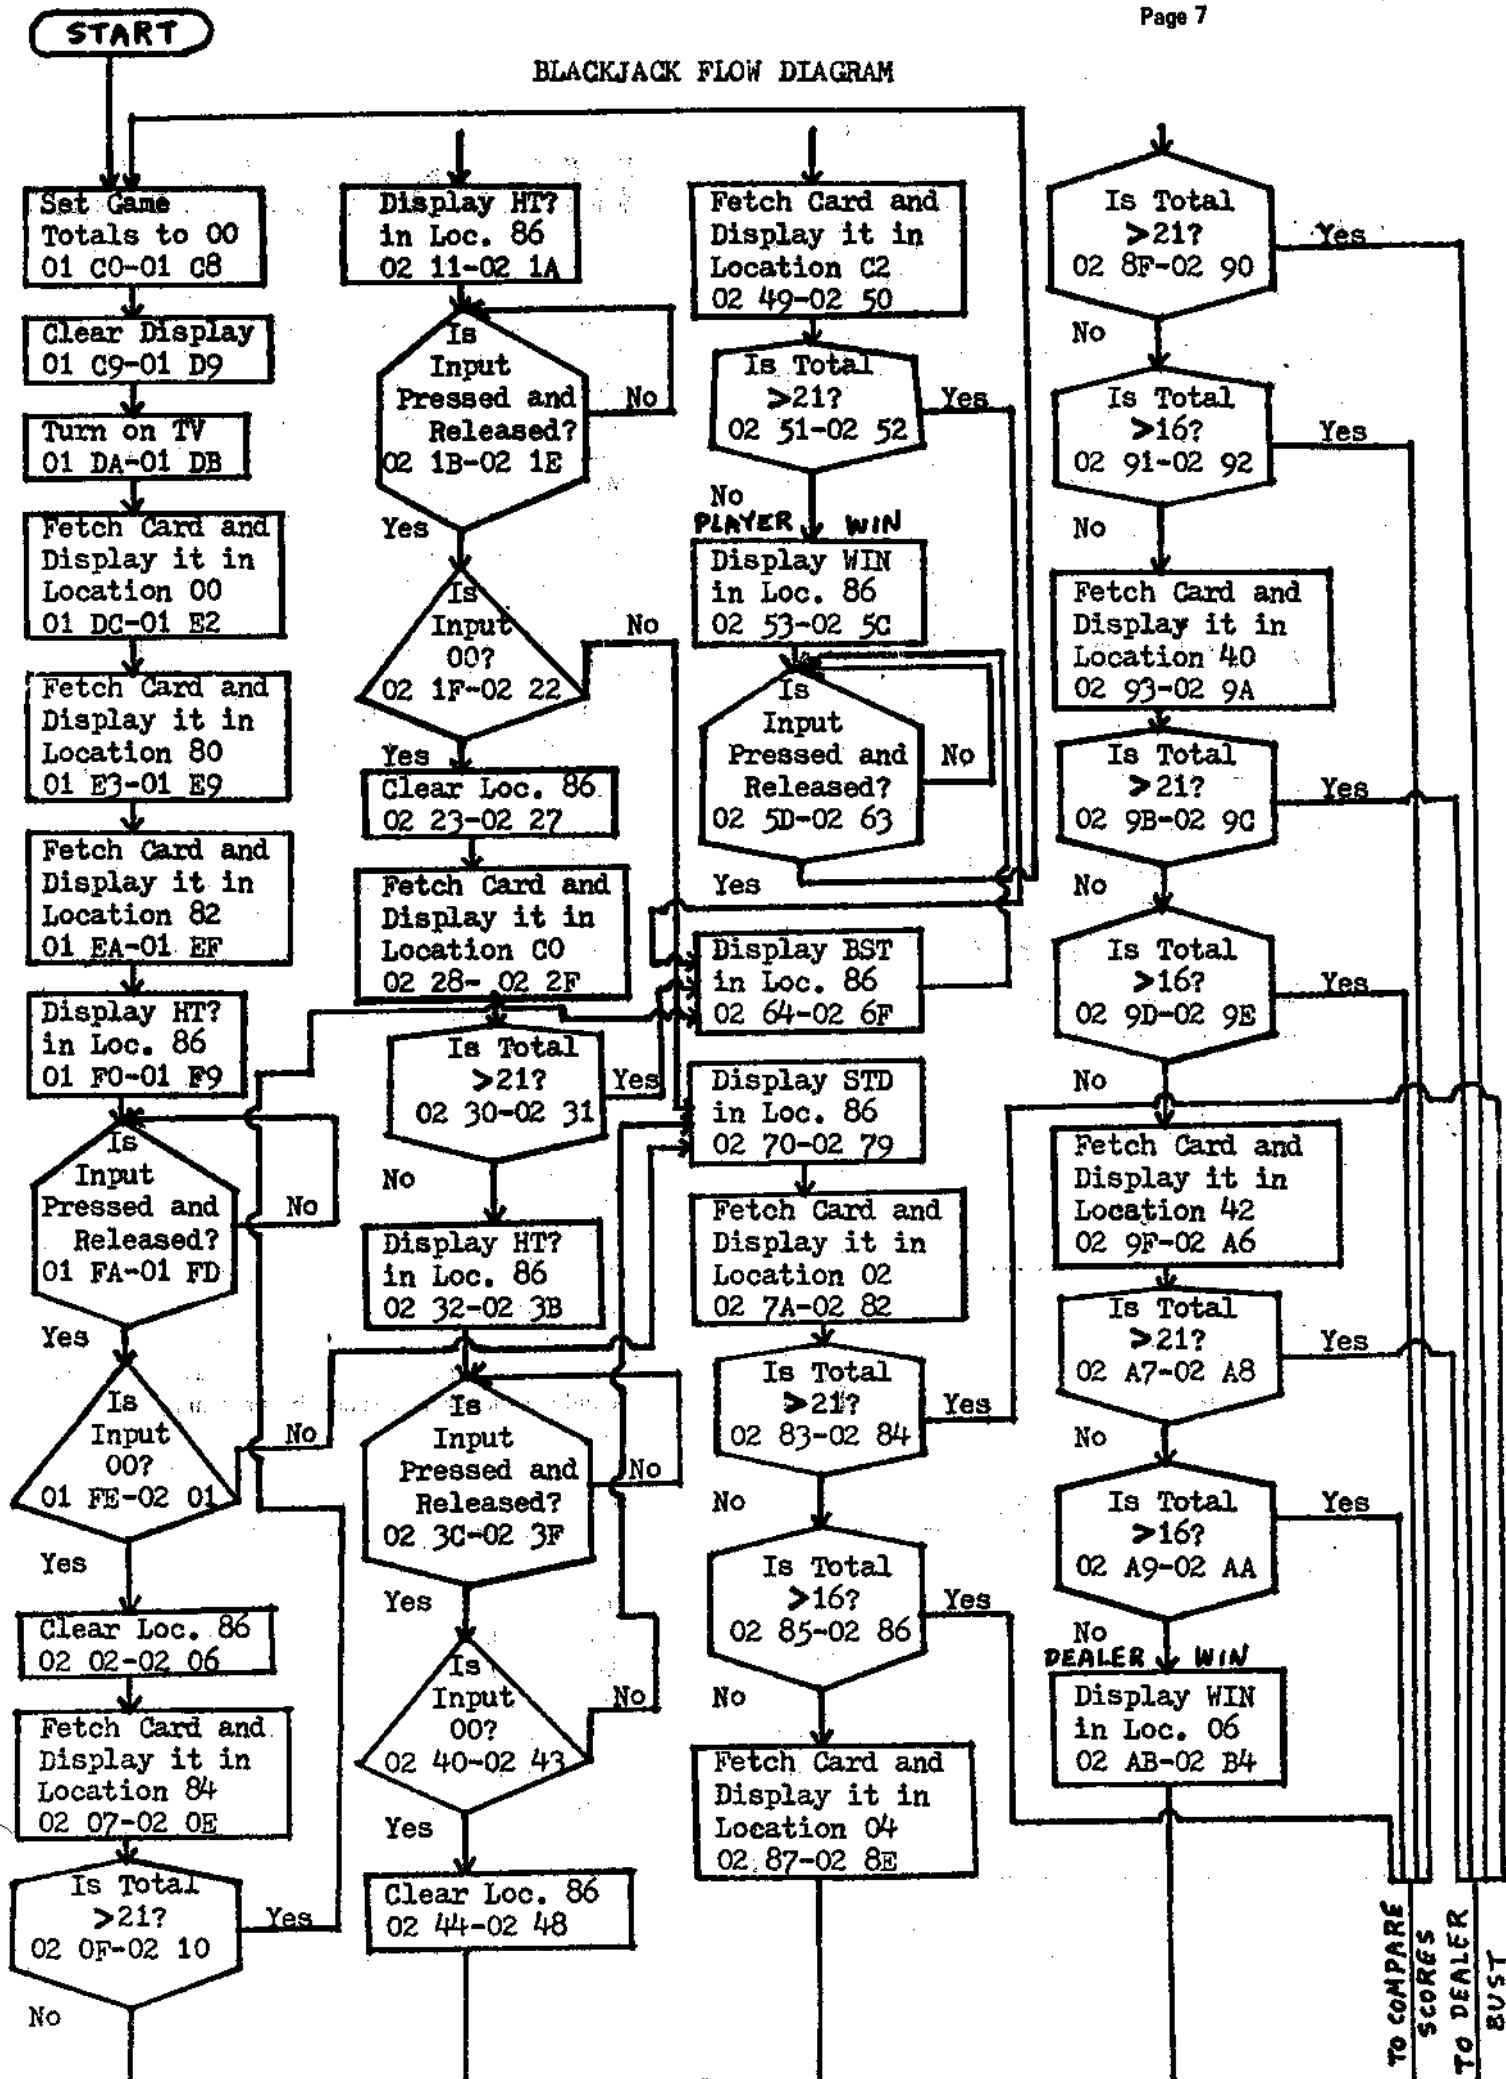 Page 7
START
BLACKJACK FLOW DIAGRAM
Set Game
Totals to 00
01 C0-01 C8
Clear Display
01 C9-01 D9
Turn on TV
01 DA-01 DB
Fetch Card and
Display it in
Location 00
01 DC-01 E2
Fetch Card and
Display it in
Location 80
01 E3-01 E9
Fetch Card and
Display it in
Location 82
01 EA-01 EF
Display HT?
in Loc. 86
01 F0-01 F9
Is
Input
Pressed and
Released?
01 FA-01 FD
No
Yes
Is
Input
00?
01 FE-02 01
No
Yes
Clear Loc. 86
02 02-02 06
Fetch Card and
Display it in
Location 84
02 07-02 0E
Is Total
>21?
02 0F-02 10
Yes
No
Display HT?
in Loc. 86
02 11-02 1A
Is
Input
Pressed and
Released?
02 1B-02 1E
No
Yes
Is
Input
00?
02 1F-02 22
No
Yes
Clear Loc. 86
02 23-02 27
Fetch Card and
Display it in
Location C0
02 28- 02 2F
Is Total
>21?
02 30-02 31
Yes
No
Display HT?
in Loc. 86
02 32-02 3B
Is
Input
Pressed and
Released?
02 3C-02 3F
No
Yes
Is
Input
00?
02 40-02 43
No
Yes
Clear Loc. 86
02 44-02 48
Fetch Card and
Display it in
Location C2
02 49-02 50
Is Total
>21?
02 51-02 52
Yes
No
PLAYER WIN
Display WIN
in Loc. 86
02 53-02 5C
Is
Input
Pressed and
Released?
02 5D-02 63
No
Yes
Display BST
in Loc. 86
02 64-02 6F
Display STD
in Loc. 86
02 70-02 79
Fetch Card and
Display it in
Location 02
02 7A-02 82
Is Total
>21?
02 83-02 84
Yes
No
Is Total
>16?
02 85-02 86
Yes
No
Fetch Card and
Display it in
Location 04
02 87-02 8E
Is Total
>21?
02 8F-02 90
Yes
No
Is Total
>16?
02 91-02 92
Yes
No
Fetch Card and
Display it in
Location 40
02 93-02 9A
Is Total
>21?
02 9B-02 9C
Yes
No
Is Total
>16?
02 9D-02 9E
Yes
No
Fetch Card and
Display it in
Location 42
02 9F-02 A6
Is Total
>21?
02 A7-02 A8
Yes
No
Is Total
>16?
02 A9-02 AA
Yes
No
DEALER WIN
Display WIN
in Loc. 06
02 AB-02 B4
TO COMPARE
SCORES
TO DEALER
BUST